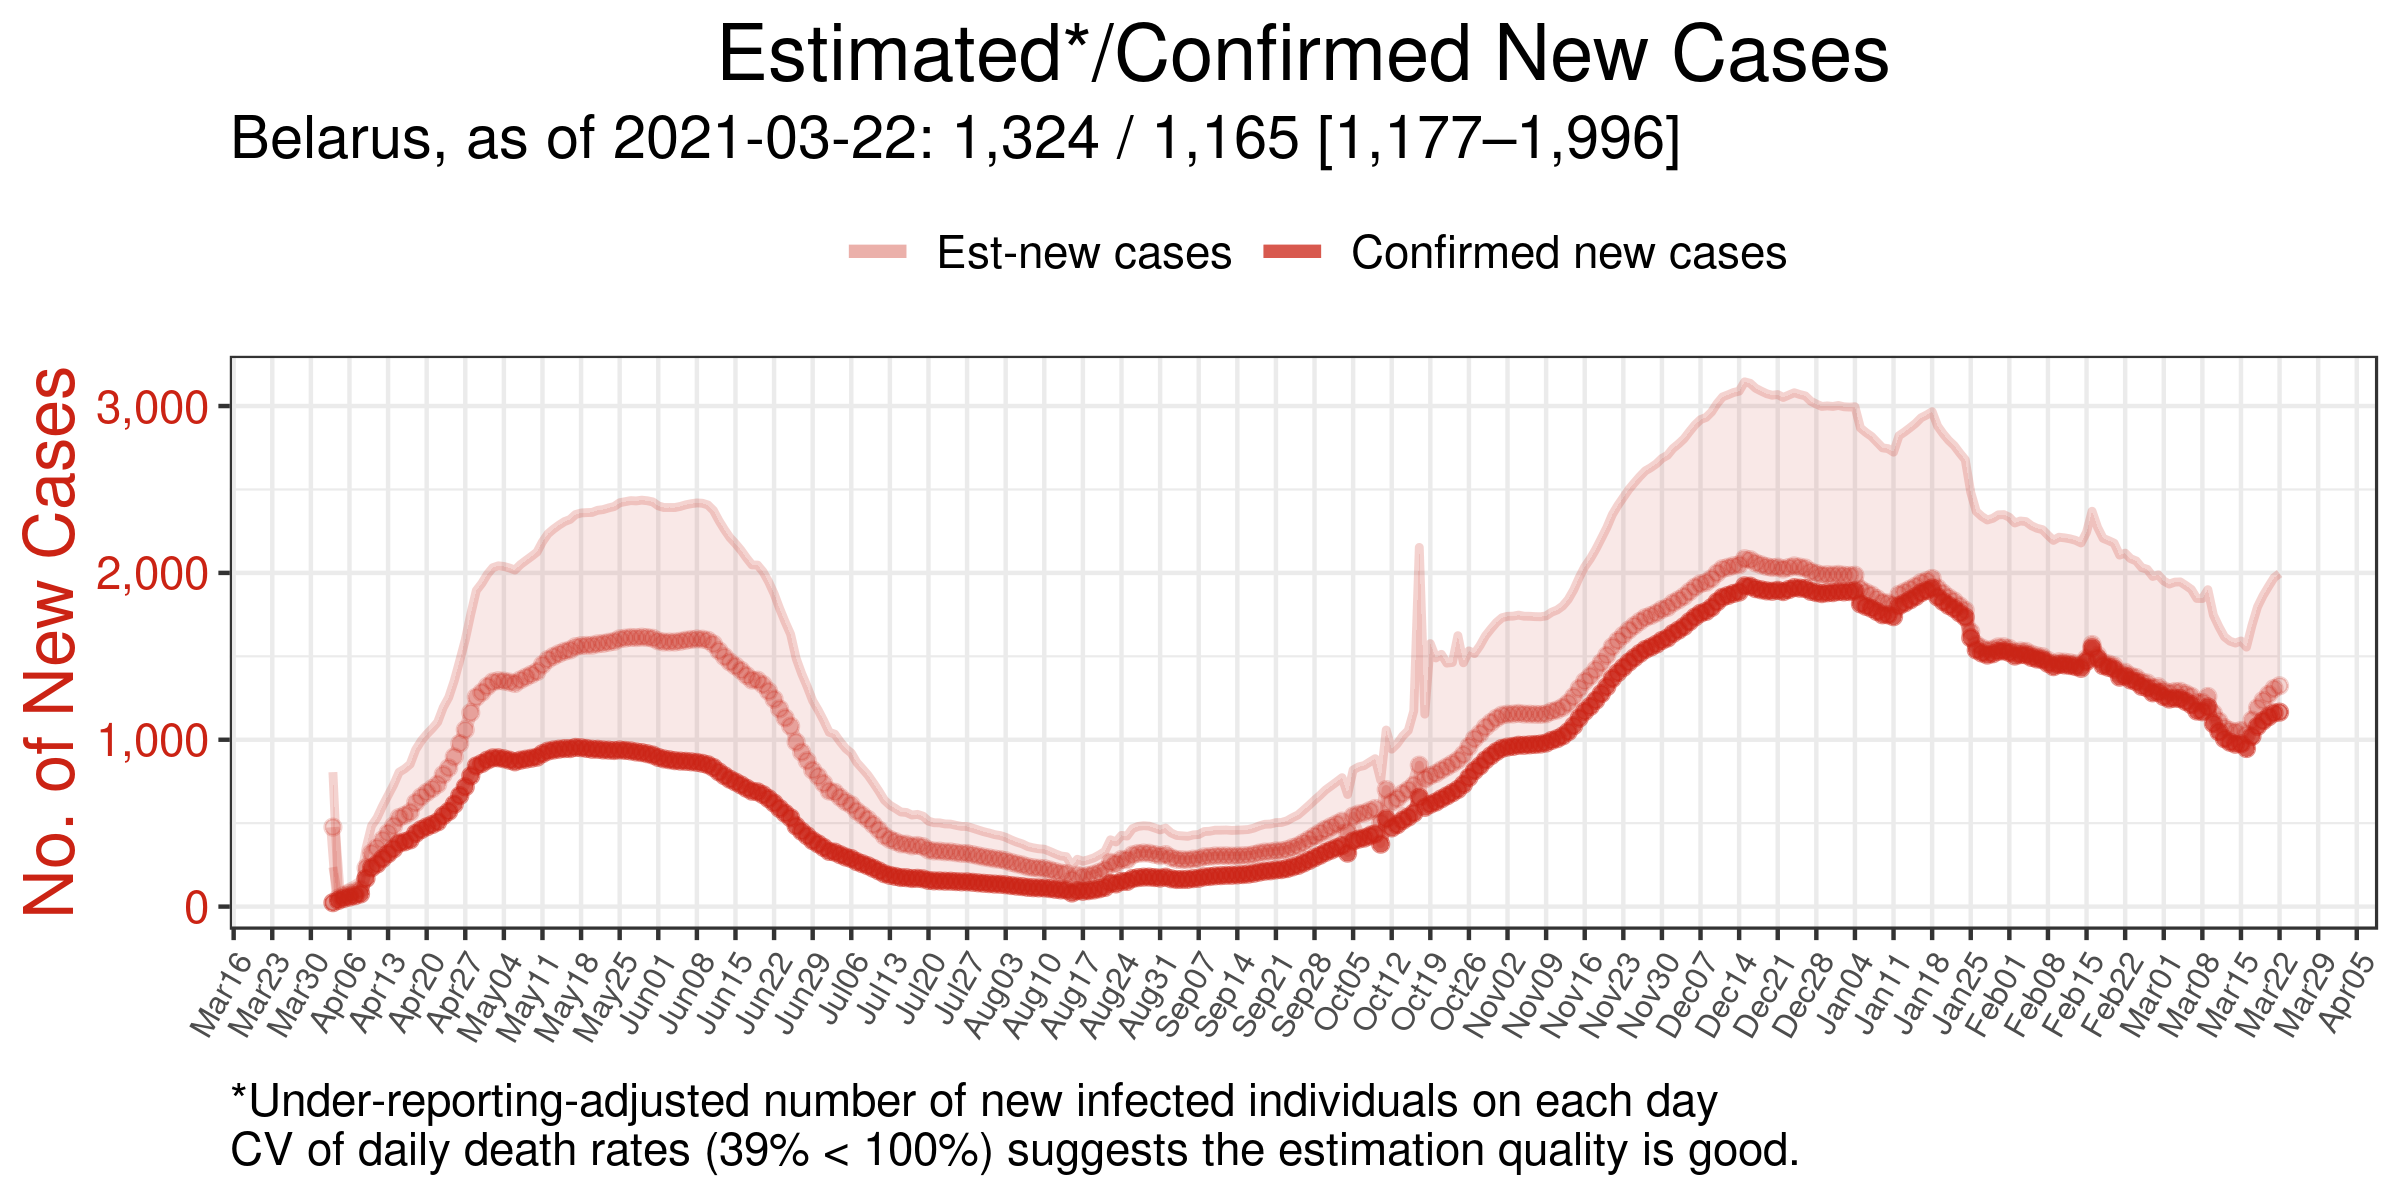 Estimated*/Confirmed New Cases
Belarus, as of 2021-03-22: 1,324 / 1,165 [1,177–1,996]
Est-new cases
Confirmed new cases
No. of New Cases
3,000
2,000
1,000
0
Mar16
Mar23
Mar30
Apr06
Apr13
Apr20
Apr27
May04
May11
May18
May25
Jun01
Jun08
Jun15
Jun22
Jun29
Jul06
Jul13
Jul20
Jul27
Aug03
Aug10
Aug17
Aug24
Aug31
Sep07
Sep14
Sep21
Sep28
Oct05
Oct12
Oct19
Oct26
Nov02
Nov09
Nov16
Nov23
Nov30
Dec07
Dec14
Dec21
Dec28
Jan04
Jan11
Jan18
Jan25
Feb01
Feb08
Feb15
Feb22
Mar01
Mar08
Mar15
Mar22
Mar29
Apr05
*Under-reporting-adjusted number of new infected individuals on each day
CV of daily death rates (39% < 100%) suggests the estimation quality is good.